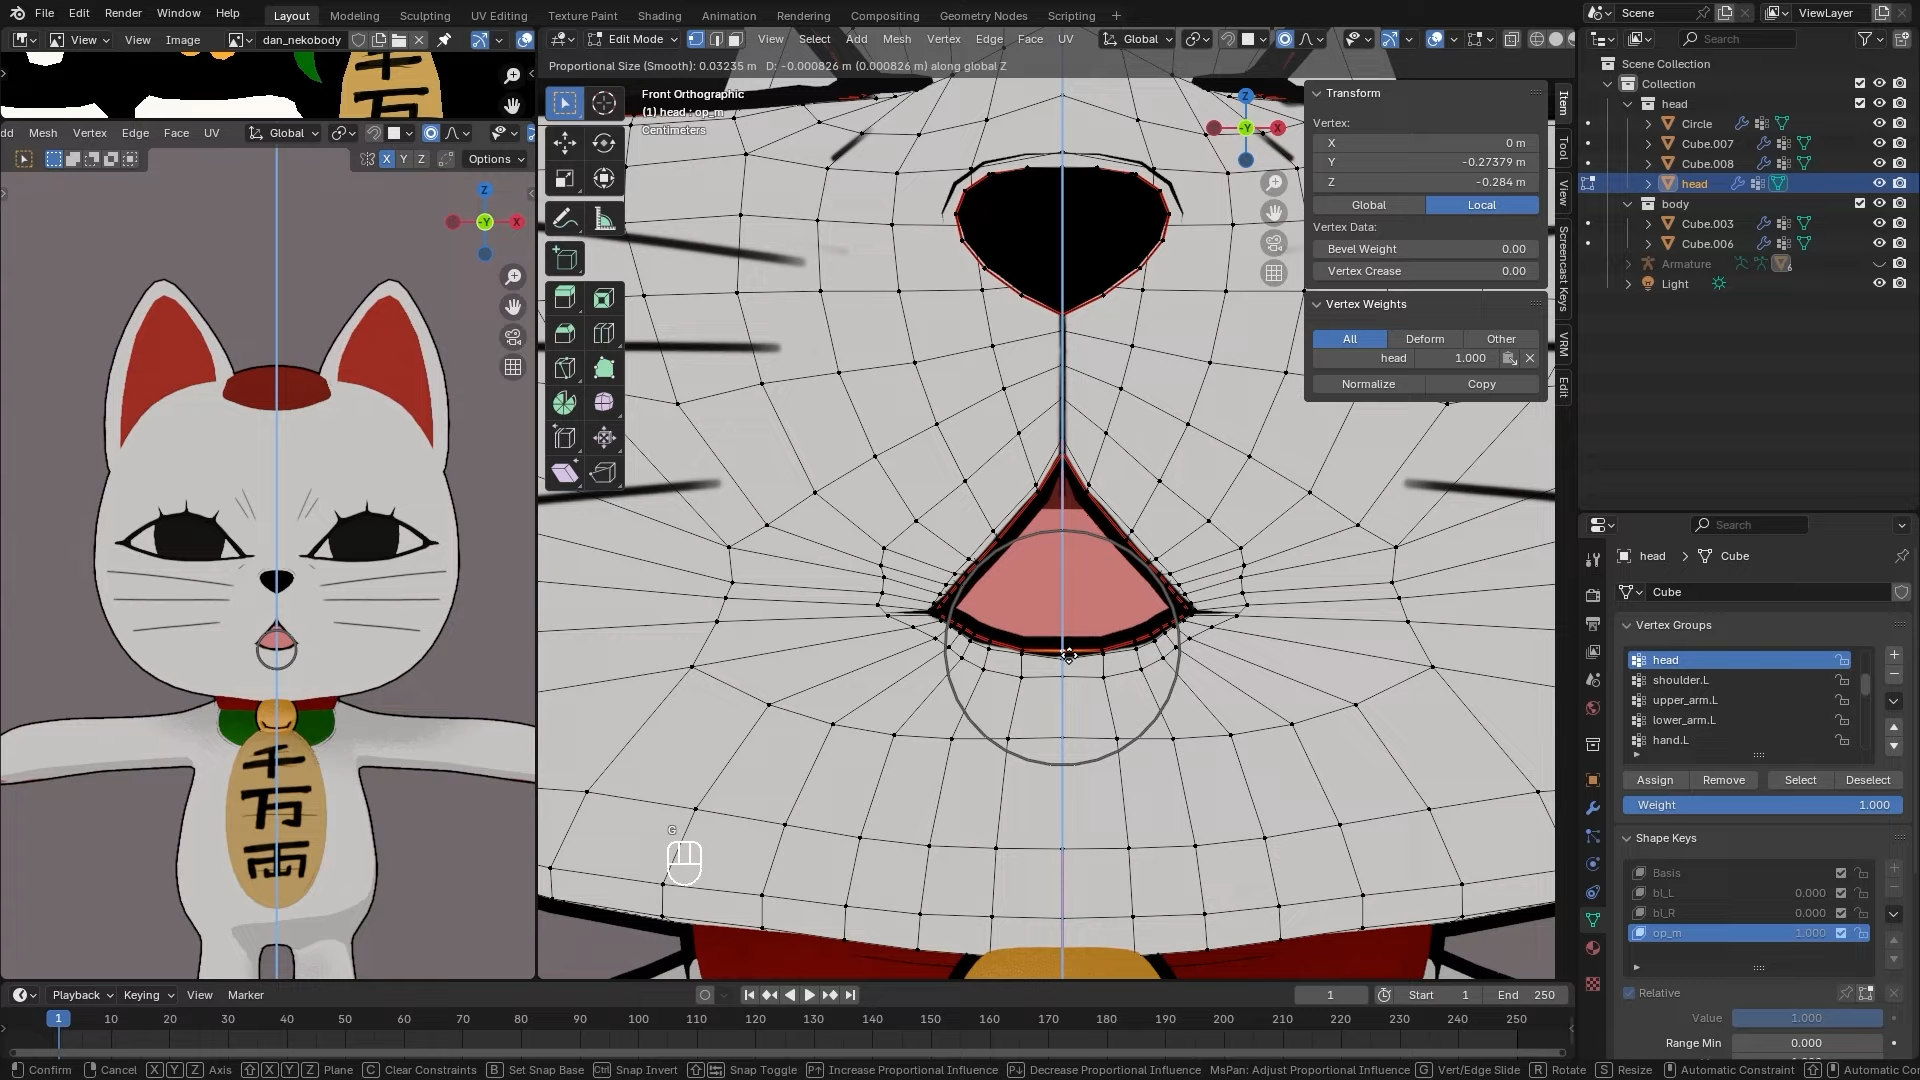 File Edit Render Window Help
Layout Modeling Sculpting UV Editing Texture Paint Shading Animation Rendering Compositing Geometry Nodes Scripting +
Scene
ViewLayer
View View Image dan_nekobody
Edit Mode View Select Add Mesh Vertex Edge Face UV Global
Search
Proportional Size (Smooth): 0.03235 m D: -0.000826 m (0.000826 m) along global Z
Mesh Vertex Edge Face UV Global
X Y Z Options
Front Orthographic
(1) head : op_m
Centimeters
Z
-Y
X
Z
-Y
X
Transform
Vertex:
X 0 m
Y -0.27379 m
Z -0.284 m
Global Local
Vertex Data:
Bevel Weight 0.00
Vertex Crease 0.00
Vertex Weights
All Deform Other
head 1.000
Normalize Copy
Item
Tool
View
Screencast Keys
VRM
Edit
Scene Collection
Collection
head
Circle
Cube.007
Cube.008
head
body
Cube.003
Cube.006
Armature 6
Light
千
万
両
G
Search
head > Cube
Cube
Vertex Groups
head
shoulder.L
upper_arm.L
lower_arm.L
hand.L
Assign Remove Select Deselect
Weight 1.000
Shape Keys
Basis
bl_L 0.000
bl_R 0.000
op_m 1.000
Relative
Value 1.000
Range Min 0.000
Playback Keying View Marker
1 Start 1 End 250
1 10 20 30 40 50 60 70 80 90 100 110 120 130 140 150 160 170 180 190 200 210 220 230 240 250
Confirm Cancel X Y Z Axis X Y Z Plane C Clear Constraints B Set Snap Base Ctrl Snap Invert Snap Toggle Increase Proportional Influence Decrease Proportional Influence MsPan: Adjust Proportional Influence G Vert/Edge Slide R Rotate S Resize Automatic Constraint